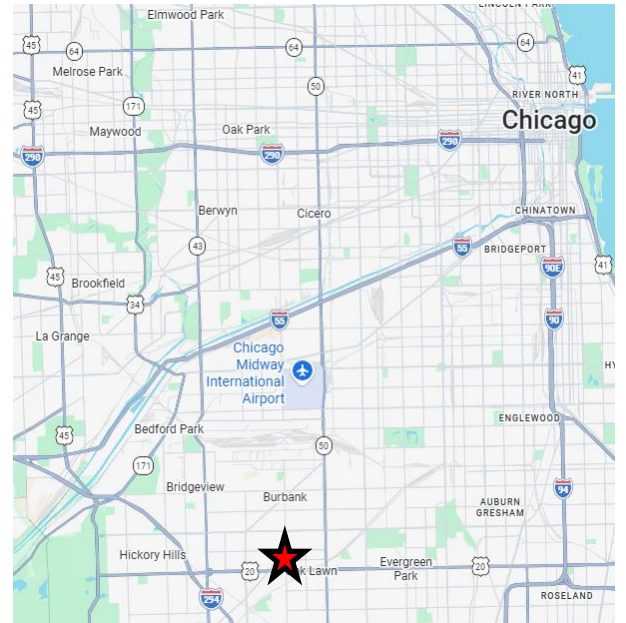 Elmwood Park
LINCOLN PARK
45
64
64
64
Melrose Park
50
41
171
RIVER NORTH
45
Maywood
Oak Park
Chicago
290
290
290
Berwyn
Cicero
CHINATOWN
43
55
BRIDGEPORT
45
Brookfield
90E
41
34
55
90
La Grange
Chicago
Midway
International
Airport
HY
ENGLEWOOD
45
Bedford Park
50
171
Bridgeview
Burbank
94
AUBURN
GRESHAM
Hickory Hills
20
k Lawn
Evergreen
Park
20
294
ROSELAND